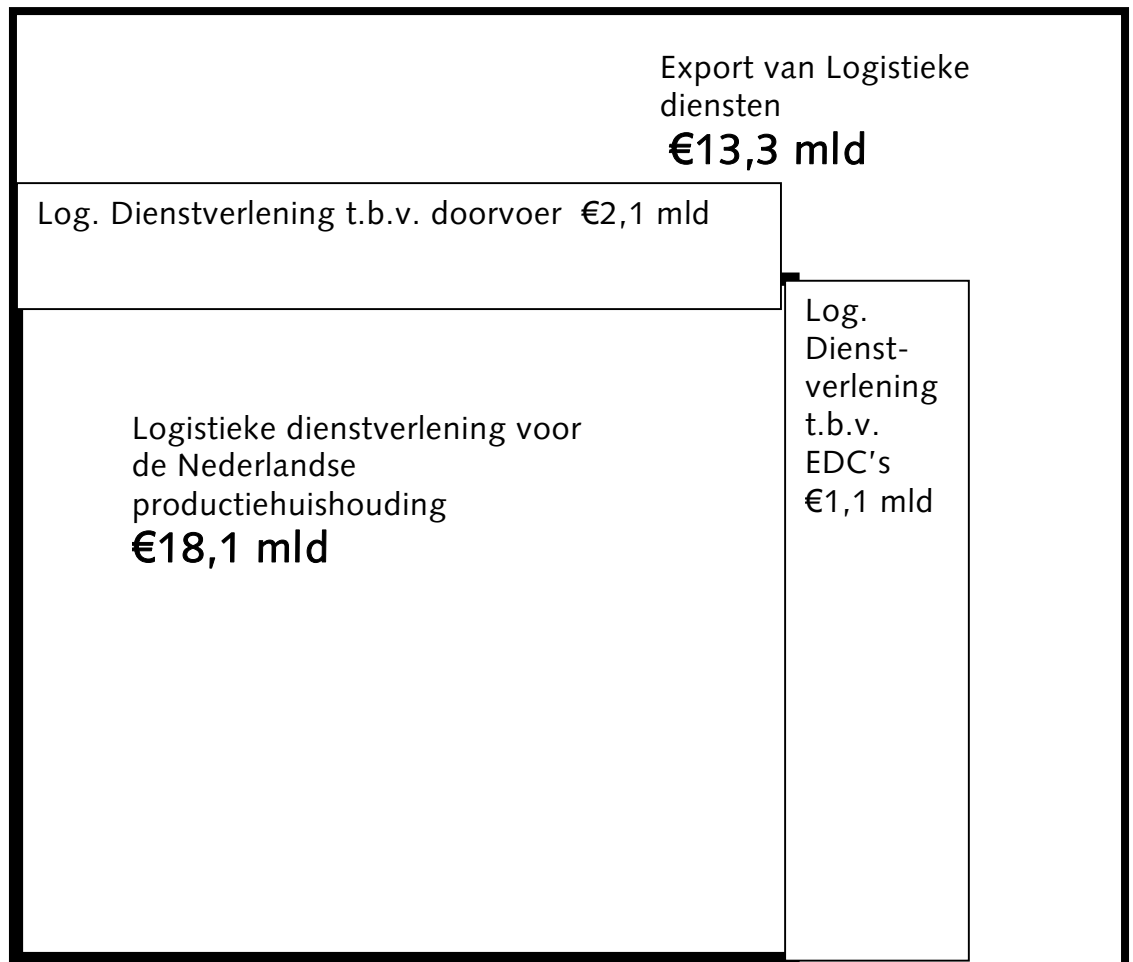 Export van Logistieke
diensten
€13,3 mld
Log. Dienstverlening t.b.v. doorvoer €2,1 mld
Log.
Dienst-
verlening
t.b.v.
EDC’s
€1,1 mld
Logistieke dienstverlening voor
de Nederlandse
productiehuishouding
€18,1 mld